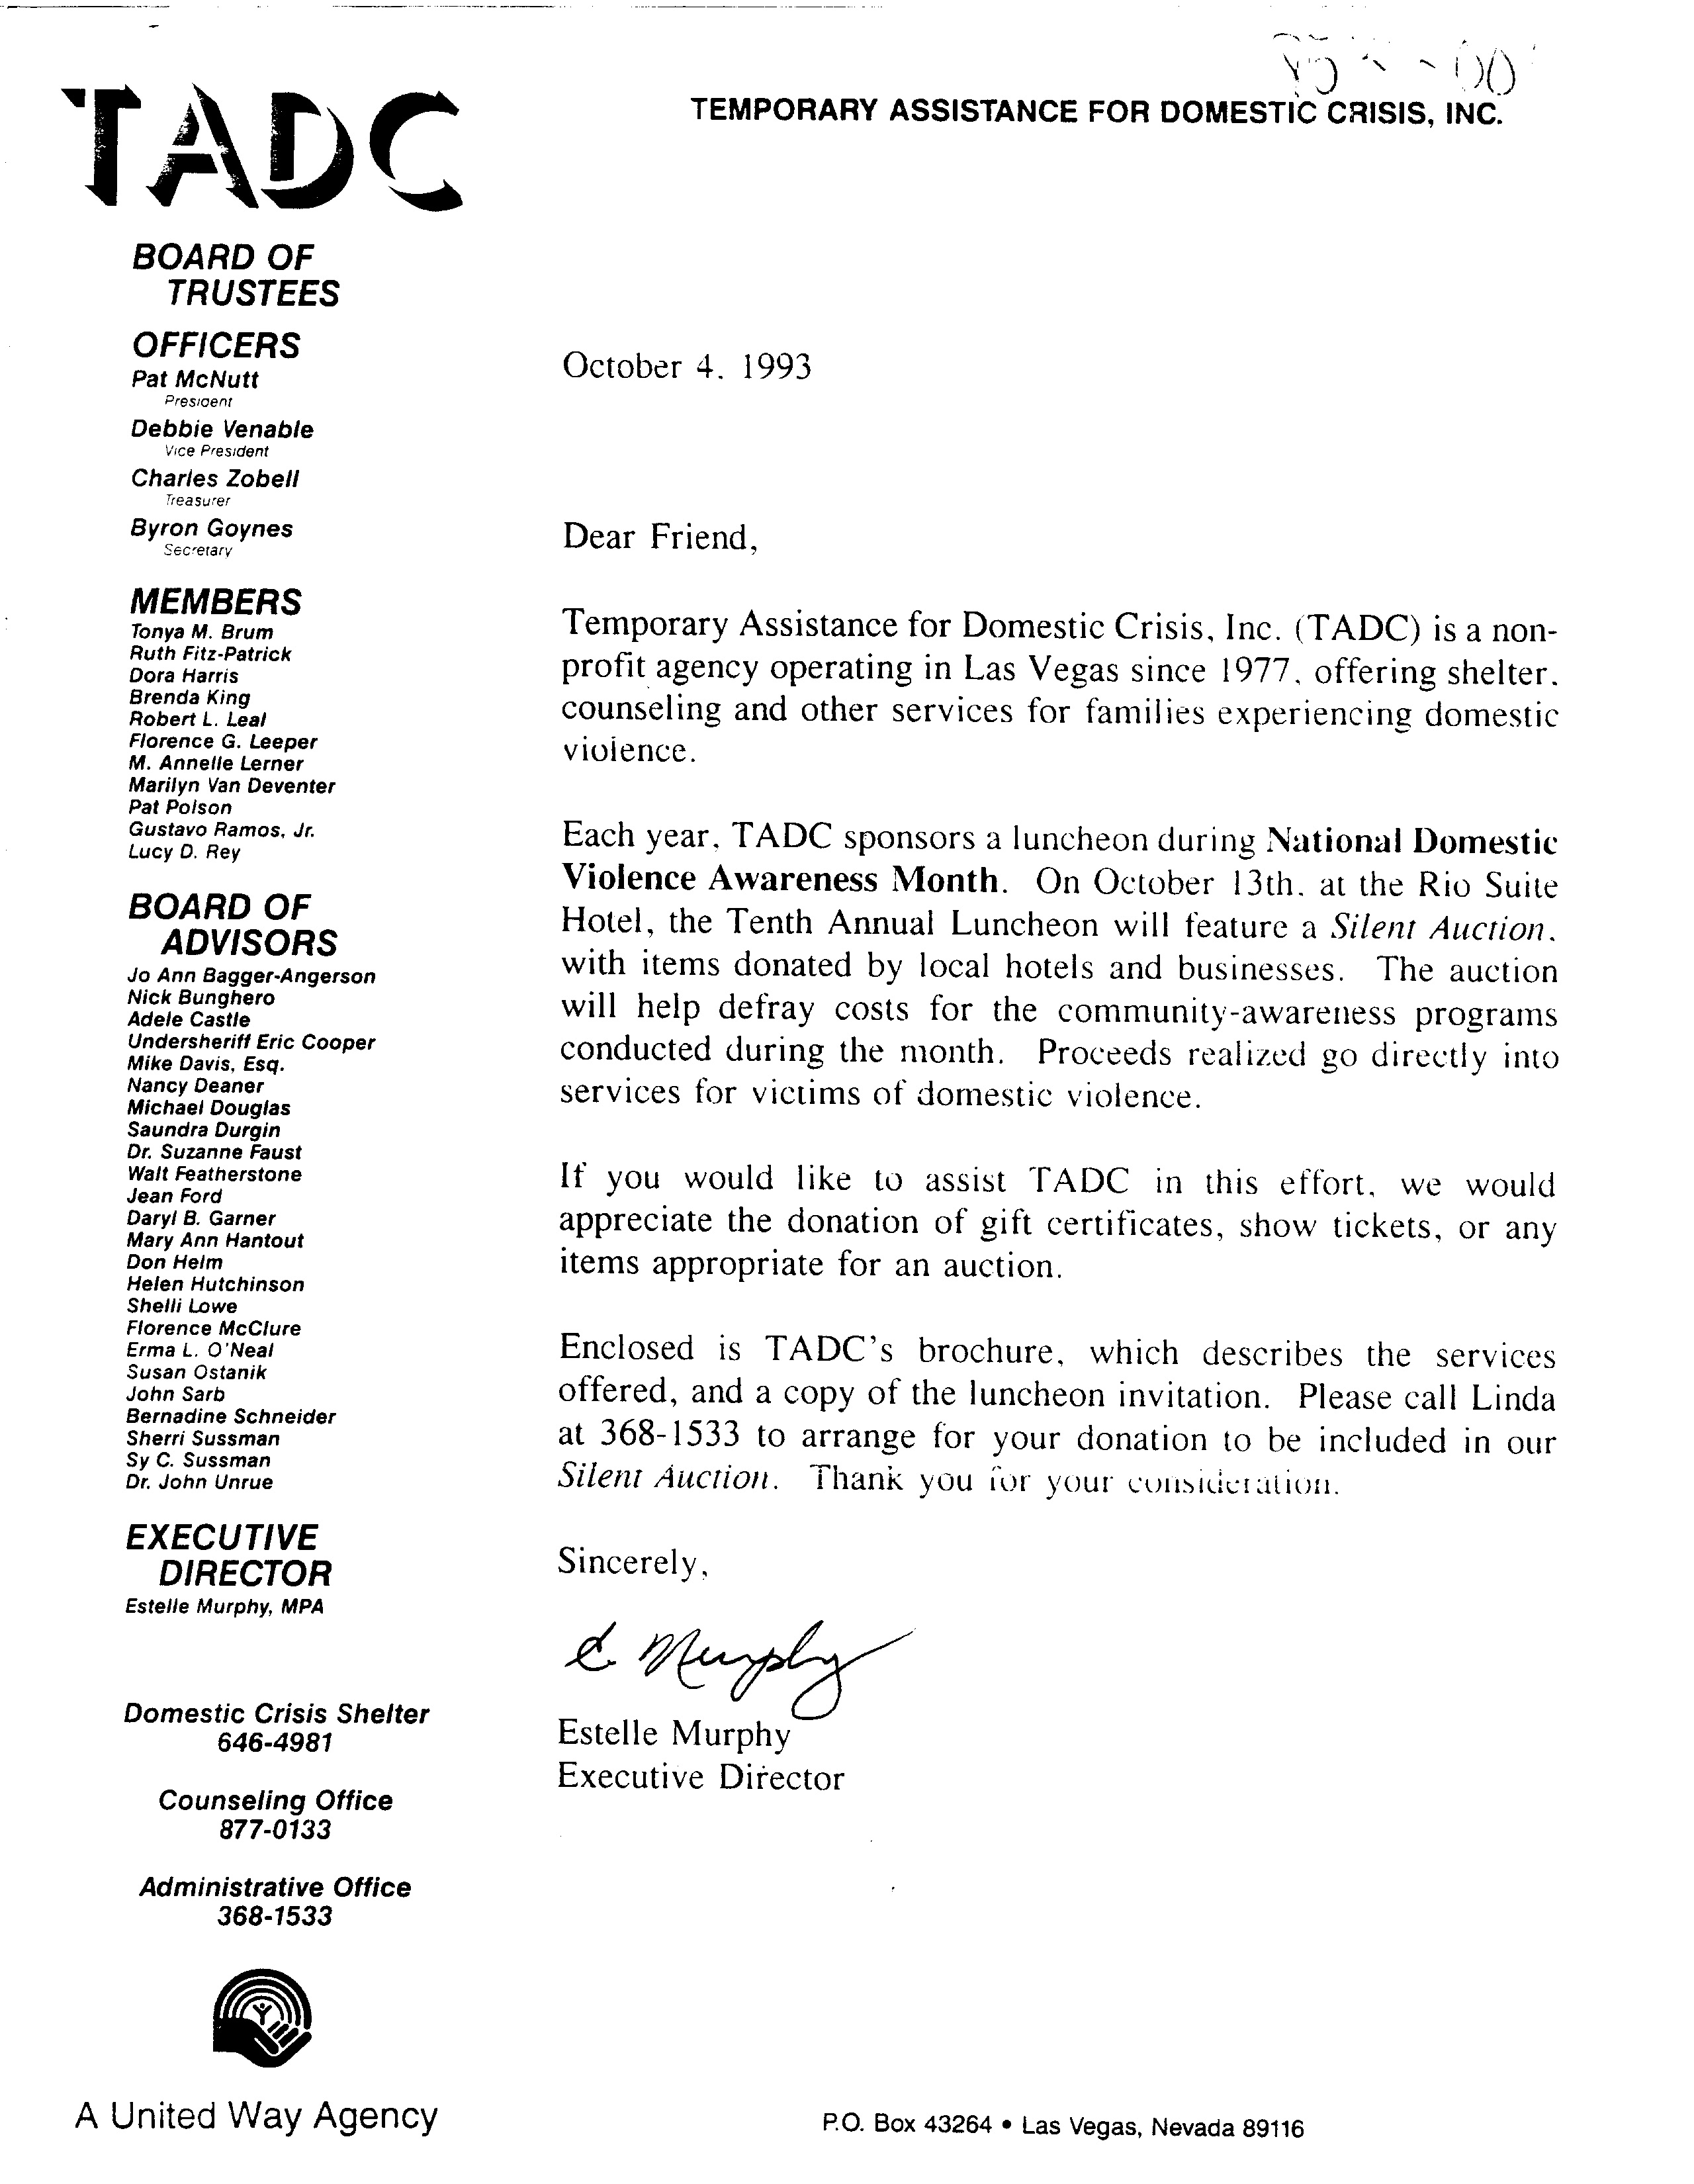 TADC
TEMPORARY ASSISTANCE FOR DOMESTIC CRISIS, INC.
BOARD OF
TRUSTEES
OFFICERS
Pat McNutt
President
Debbie Venable
Vice President
Charles Zobell
Treasurer
Byron Goynes
Secretary
MEMBERS
Tonya M. Brum
Ruth Fitz-Patrick
Dora Harris
Brenda King
Robert L. Leal
Florence G. Leeper
M. Annelle Lerner
Marilyn Van Deventer
Pat Polson
Gustavo Ramos, Jr.
Lucy D. Rey
BOARD OF
ADVISORS
Jo Ann Bagger-Angerson
Nick Bunghero
Adele Castle
Undersheriff Eric Cooper
Mike Davis, Esq.
Nancy Deaner
Michael Douglas
Saundra Durgin
Dr. Suzanne Faust
Walt Featherstone
Jean Ford
Daryl B. Garner
Mary Ann Hantout
Don Helm
Helen Hutchinson
Shelli Lowe
Florence McClure
Erma L. O'Neal
Susan Ostanik
John Sarb
Bernadine Schneider
Sherri Sussman
Sy C. Sussman
Dr. John Unrue
EXECUTIVE
DIRECTOR
Estelle Murphy, MPA
Domestic Crisis Shelter
646-4981
Counseling Office
877-0133
Administrative Office
368-1533
A United Way Agency
October 4, 1993
Dear Friend,
Temporary Assistance for Domestic Crisis, Inc. (TADC) is a non-
profit agency operating in Las Vegas since 1977, offering shelter,
counseling and other services for families experiencing domestic
violence.
Each year, TADC sponsors a luncheon during National Domestic
Violence Awareness Month. On October 13th, at the Rio Suite
Hotel, the Tenth Annual Luncheon will feature a Silent Auction,
with items donated by local hotels and businesses. The auction
will help defray costs for the community-awareness programs
conducted during the month. Proceeds realized go directly into
services for victims of domestic violence.
If you would like to assist TADC in this effort, we would
appreciate the donation of gift certificates, show tickets, or any
items appropriate for an auction.
Enclosed is TADC's brochure, which describes the services
offered, and a copy of the luncheon invitation. Please call Linda
at 368-1533 to arrange for your donation to be included in our
Silent Auction. Thank you for your consideration.
Sincerely,
E. Murphy
Estelle Murphy
Executive Director
P.O. Box 43264 • Las Vegas, Nevada 89116